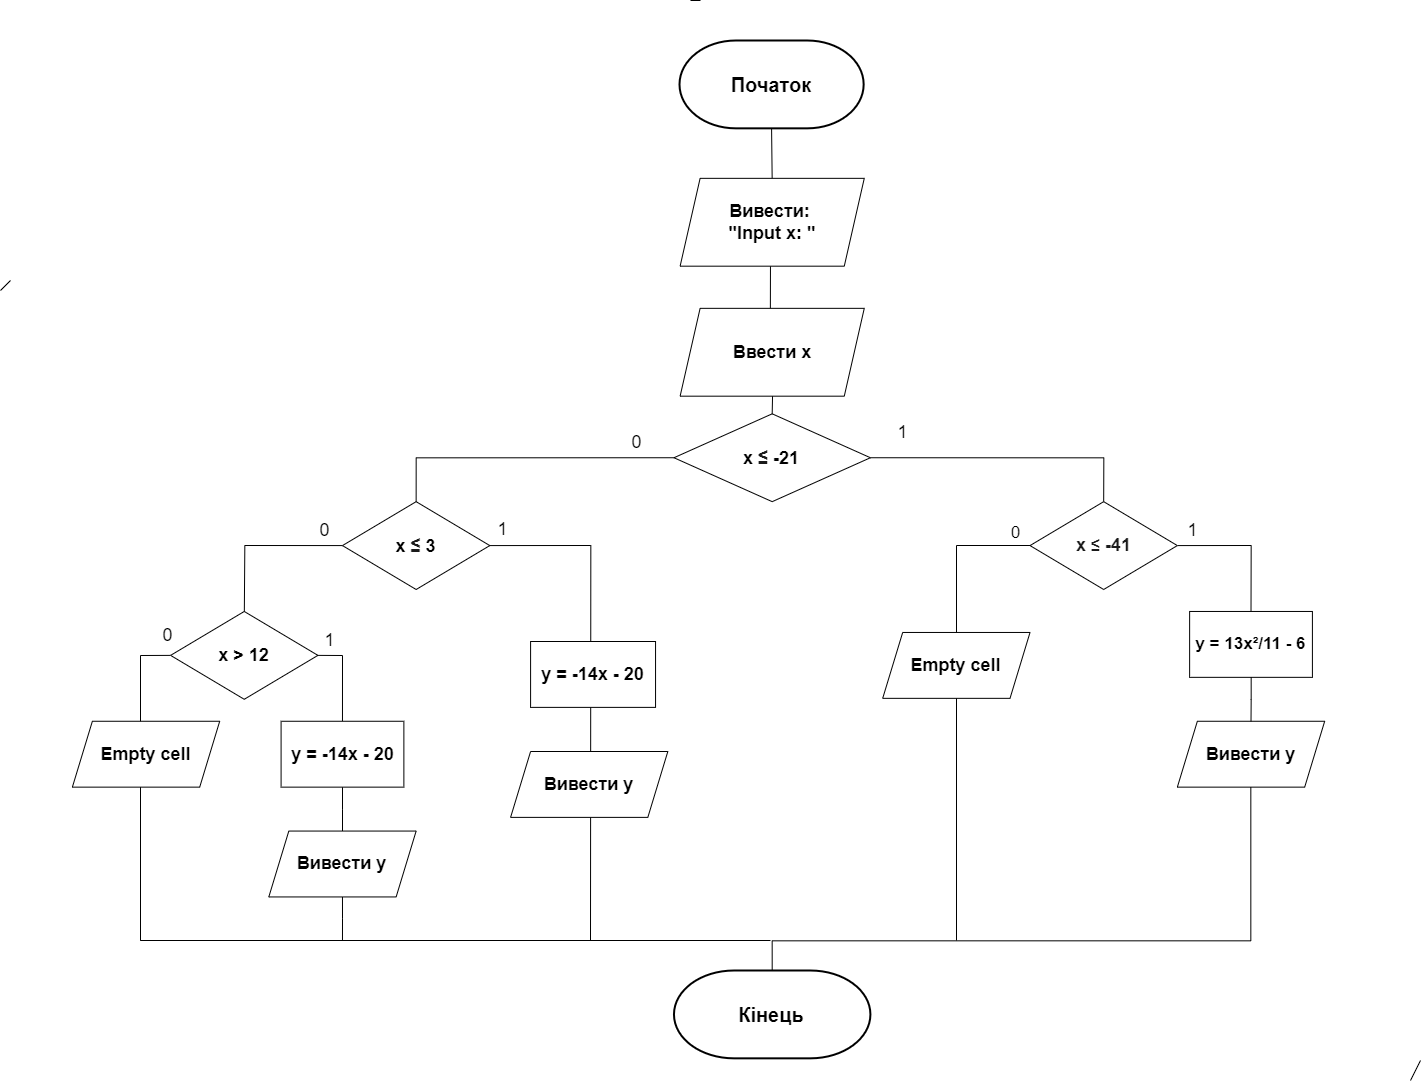 Початок
Вивести:
"Input x: "
Ввести x
0
1
x ≤ -21
0
1
0
1
x ≤ 3
x ≤ -41
0
1
x > 12
y = -14x - 20
Empty cell
y = 13x²/11 - 6
Empty cell
y = -14x - 20
Вивести y
Вивести y
Вивести y
Кінець